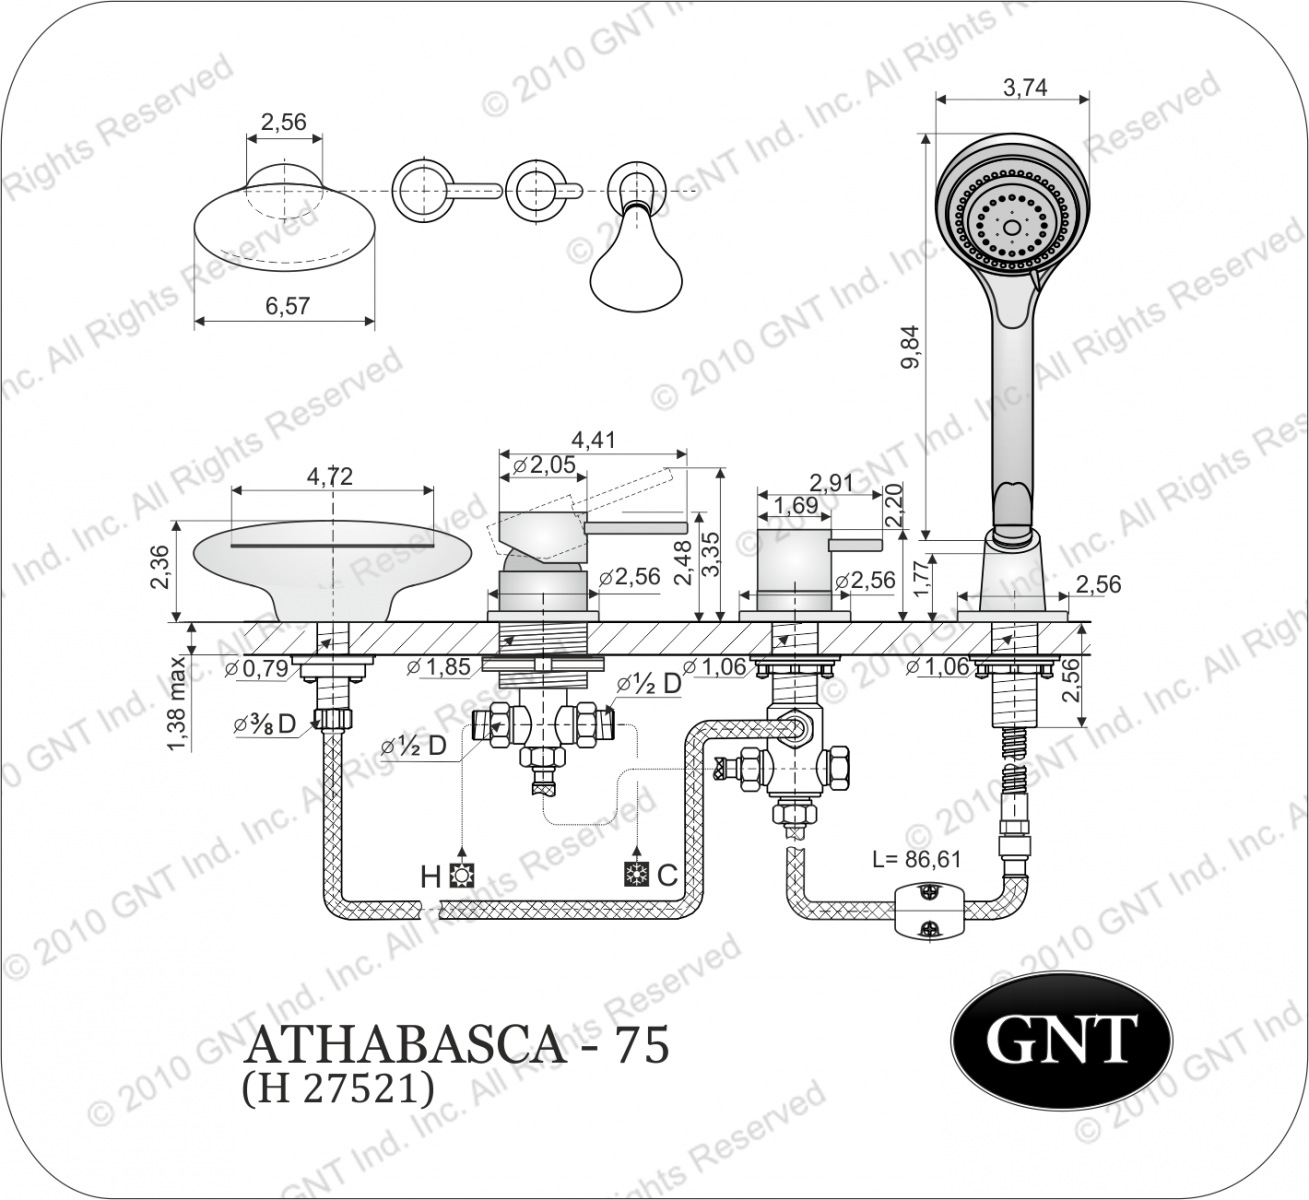 2,56
3,74
6,57
9,84
4,41
⌀2,05
4,72
2,91
1,69
2,20
2,36
⌀2,56
2,48
3,35
⌀2,56
1,77
2,56
1,38 max
⌀0,79
⌀1,85
⌀½ D
⌀1,06
⌀1,06
2,56
⌀⅜ D
⌀½ D
H
C
L= 86,61
GNT
ATHABASCA - 75
(H 27521)
© 2010 GNT Ind. Inc. All Rights Reserved